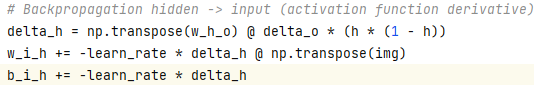 # Backpropagation hidden -> input (activation function derivative)
delta_h = np.transpose(w_h_o) @ delta_o * (h * (1 - h))
w_i_h += -learn_rate * delta_h @ np.transpose(img)
b_i_h += -learn_rate * delta_h